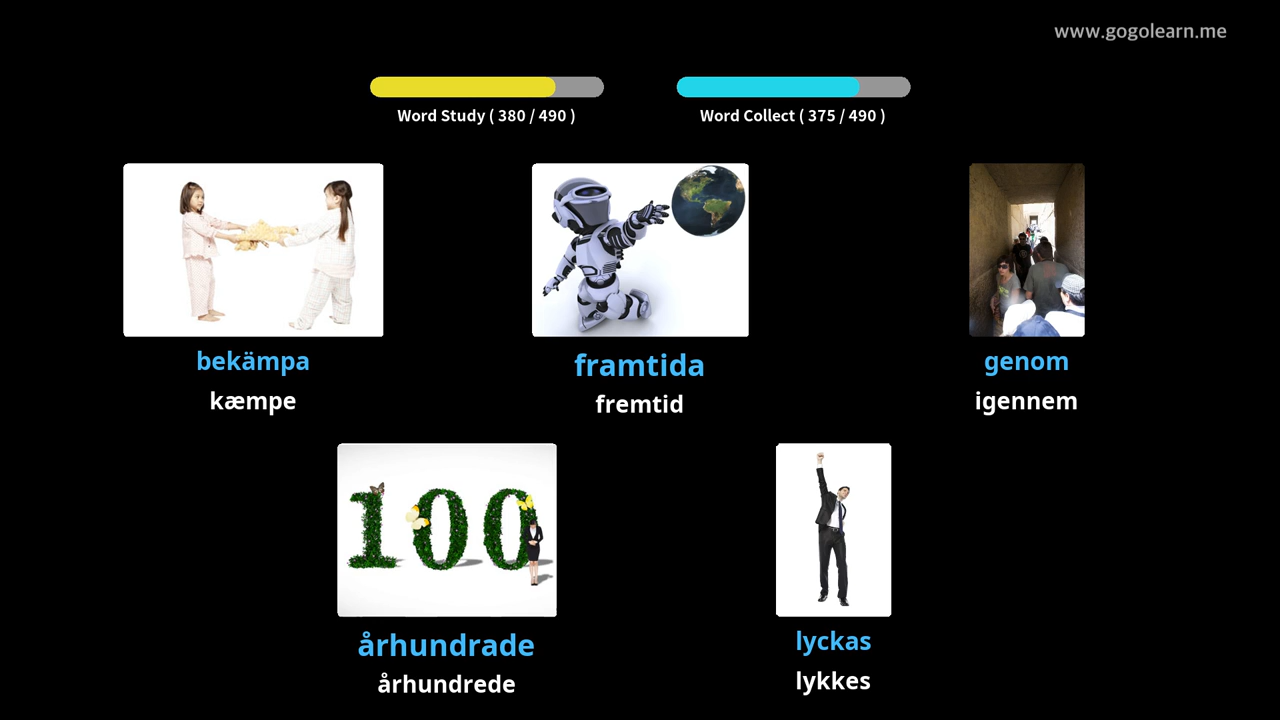 www.gogolearn.me
Word Study ( 380 / 490 )
Word Collect ( 375 / 490 )
bekämpa
kæmpe
framtida
fremtid
genom
igennem
århundrade
århundrede
lyckas
lykkes